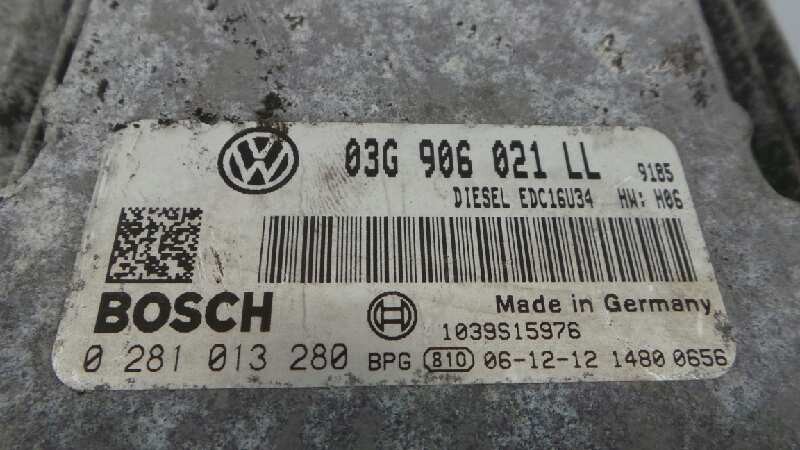 03G 906 021 LL 9185
DIESEL EDC16U34 HW: H06
BOSCH Made in Germany
1039S15976
0 281 013 280 BPG 810 06-12-12 1480 0656